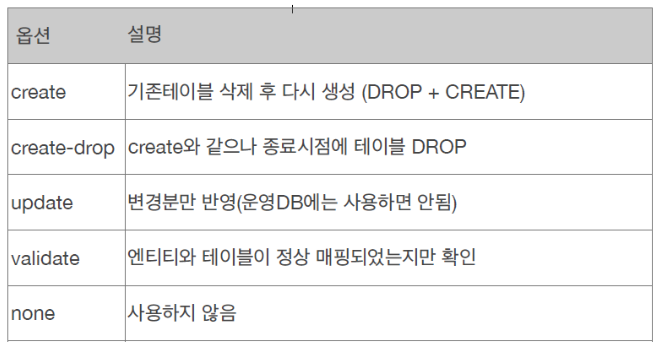 옵션 설명
create 기존테이블 삭제 후 다시 생성 (DROP + CREATE)
create-drop create와 같으나 종료시점에 테이블 DROP
update 변경분만 반영(운영DB에는 사용하면 안됨)
validate 엔티티와 테이블이 정상 매핑되었는지만 확인
none 사용하지 않음